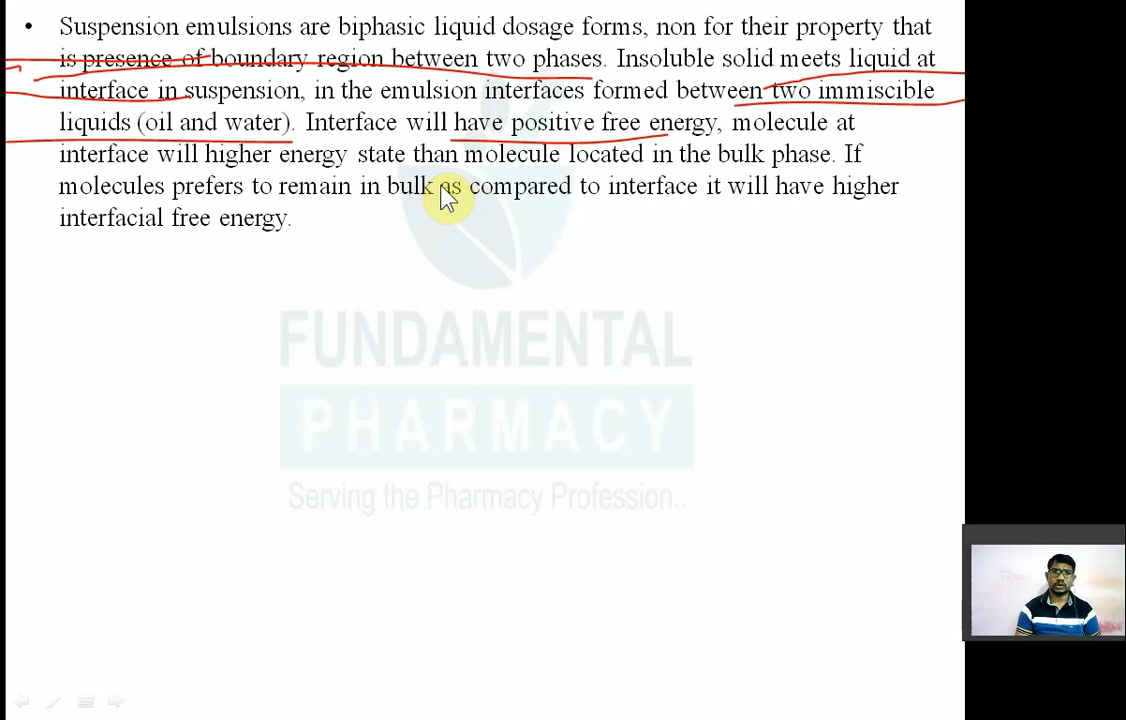 • Suspension emulsions are biphasic liquid dosage forms, non for their property that
is presence of boundary region between two phases. Insoluble solid meets liquid at
interface in suspension, in the emulsion interfaces formed between two immiscible
liquids (oil and water). Interface will have positive free energy, molecule at
interface will higher energy state than molecule located in the bulk phase. If
molecules prefers to remain in bulk as compared to interface it will have higher
interfacial free energy.
FUNDAMENTAL
PHARMACY
Serving the Pharmacy Profession..